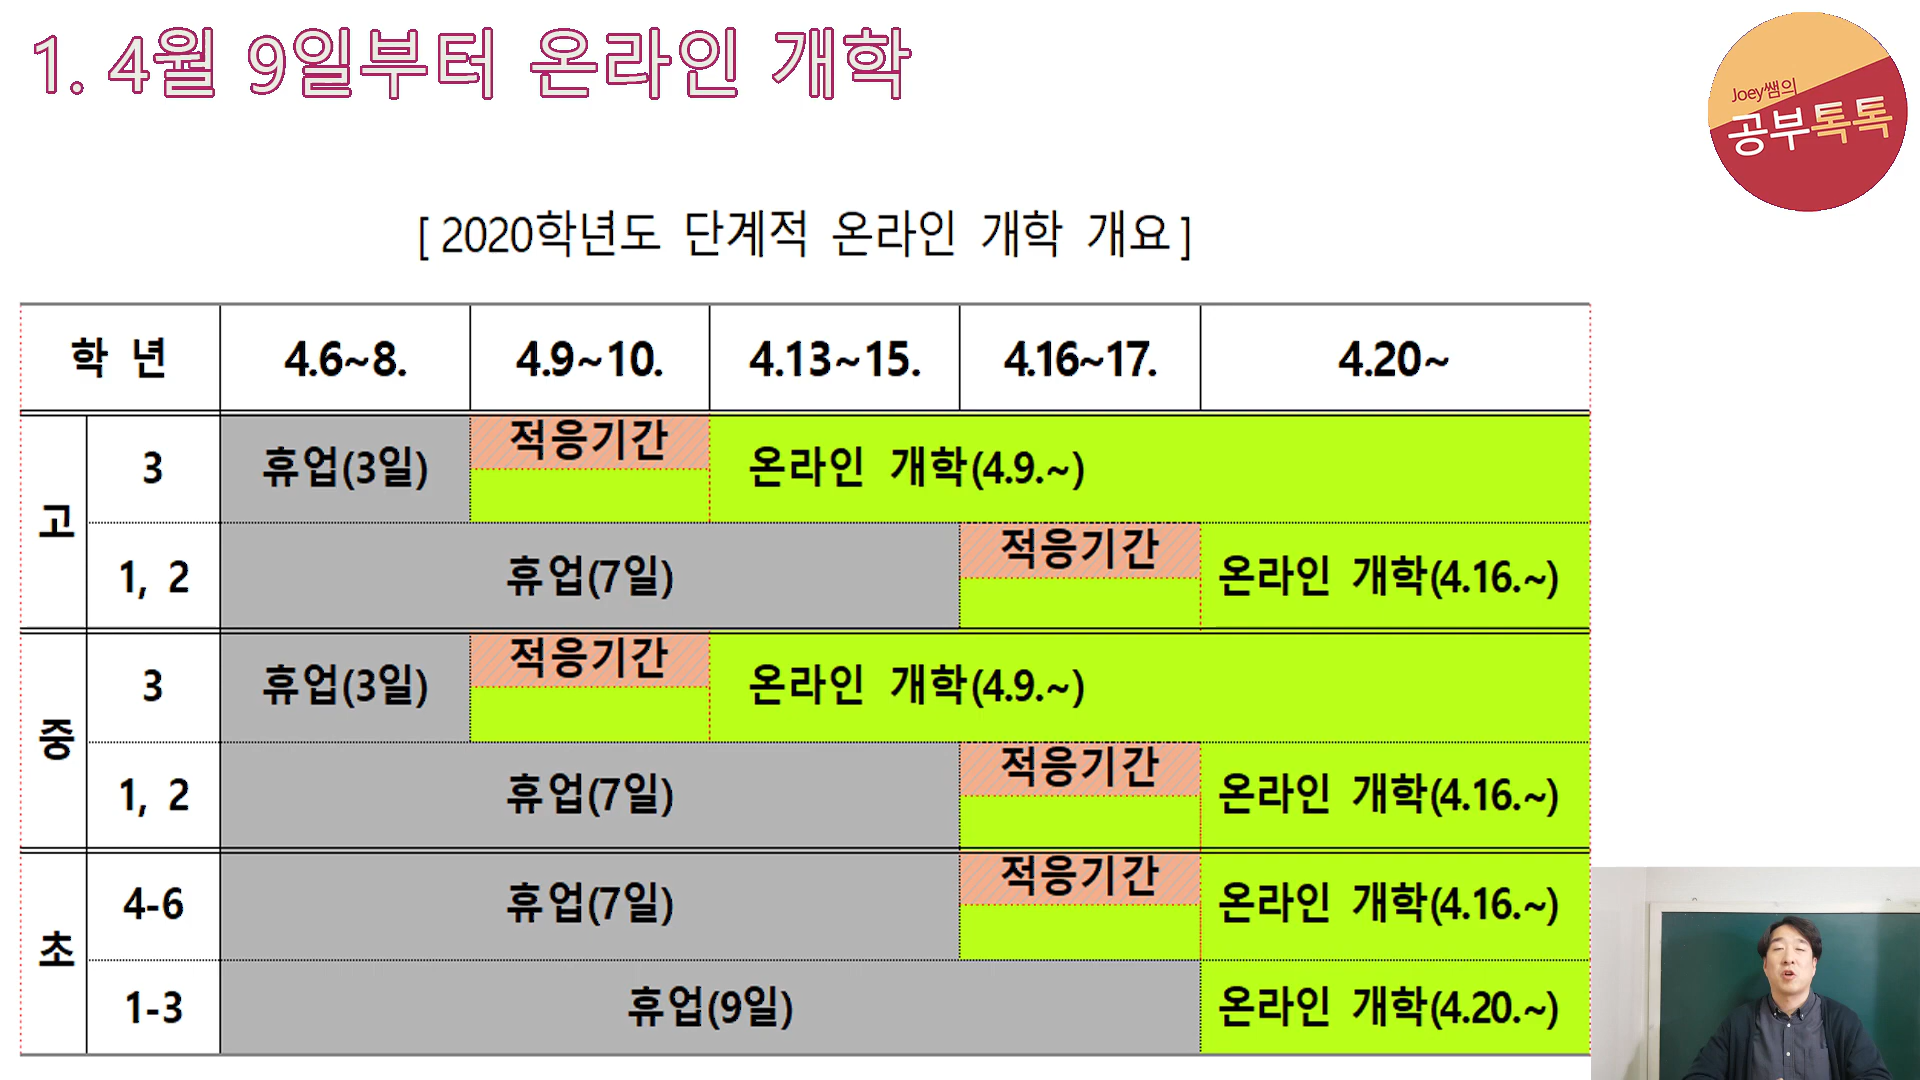 1. 4월 9일부터 온라인 개학
Joey쌤의
공부톡톡
[ 2020학년도 단계적 온라인 개학 개요 ]
학 년 4.6~8. 4.9~10. 4.13~15. 4.16~17. 4.20~
고 3 휴업(3일) 적응기간 온라인 개학(4.9.~)
1, 2 휴업(7일) 적응기간 온라인 개학(4.16.~)
중 3 휴업(3일) 적응기간 온라인 개학(4.9.~)
1, 2 휴업(7일) 적응기간 온라인 개학(4.16.~)
초 4-6 휴업(7일) 적응기간 온라인 개학(4.16.~)
1-3 휴업(9일) 온라인 개학(4.20.~)